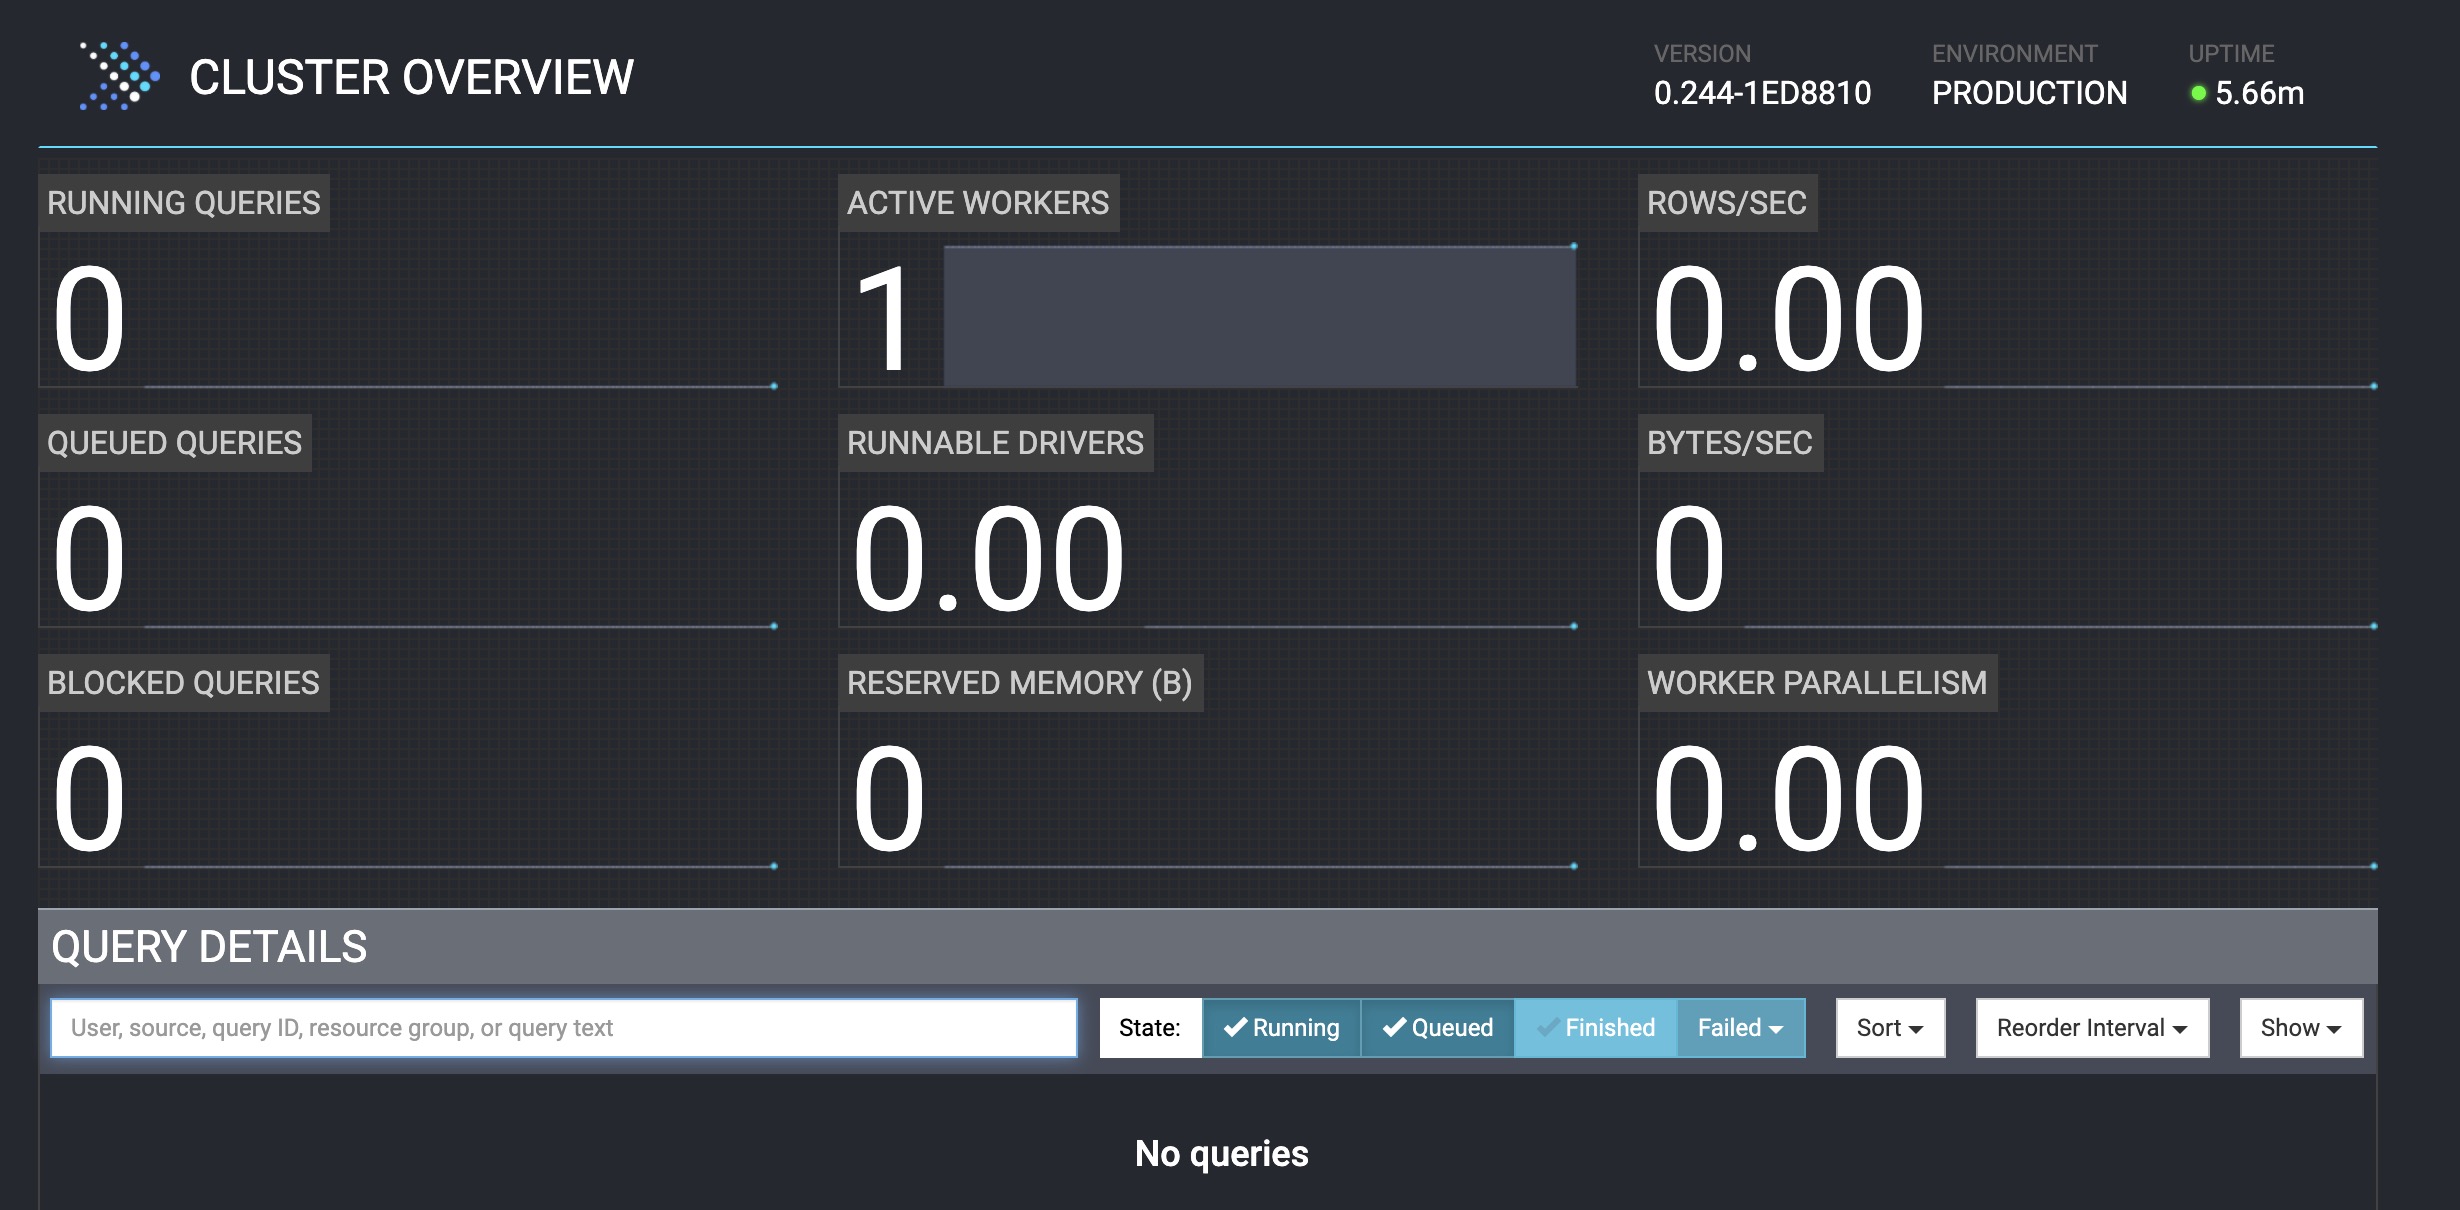 CLUSTER OVERVIEW
VERSION
0.244-1ED8810
ENVIRONMENT
PRODUCTION
UPTIME
5.66m
RUNNING QUERIES
0
ACTIVE WORKERS
1
ROWS/SEC
0.00
QUEUED QUERIES
0
RUNNABLE DRIVERS
0.00
BYTES/SEC
0
BLOCKED QUERIES
0
RESERVED MEMORY (B)
0
WORKER PARALLELISM
0.00
QUERY DETAILS
User, source, query ID, resource group, or query text
State: Running Queued Finished Failed
Sort
Reorder Interval
Show
No queries